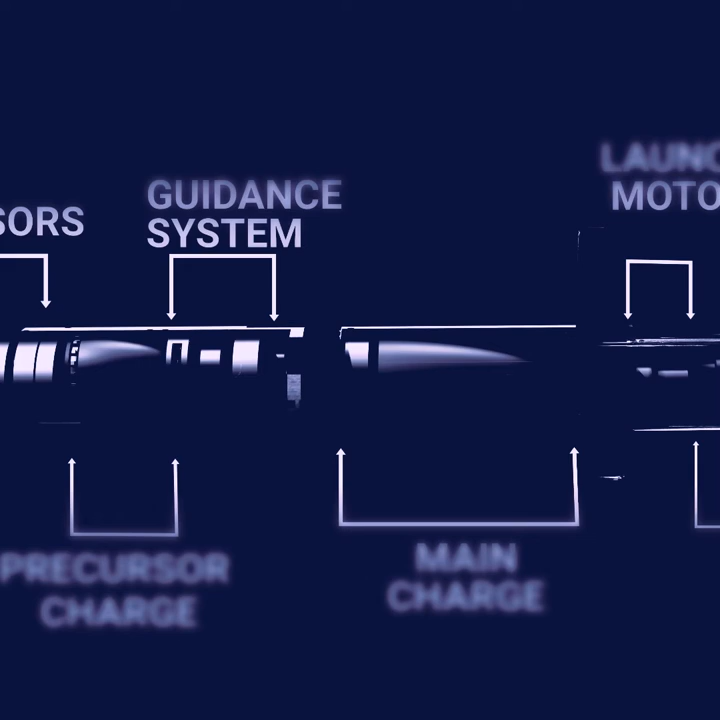 SORS
GUIDANCE
SYSTEM
LAUNC
MOTO
PRECURSOR
CHARGE
MAIN
CHARGE